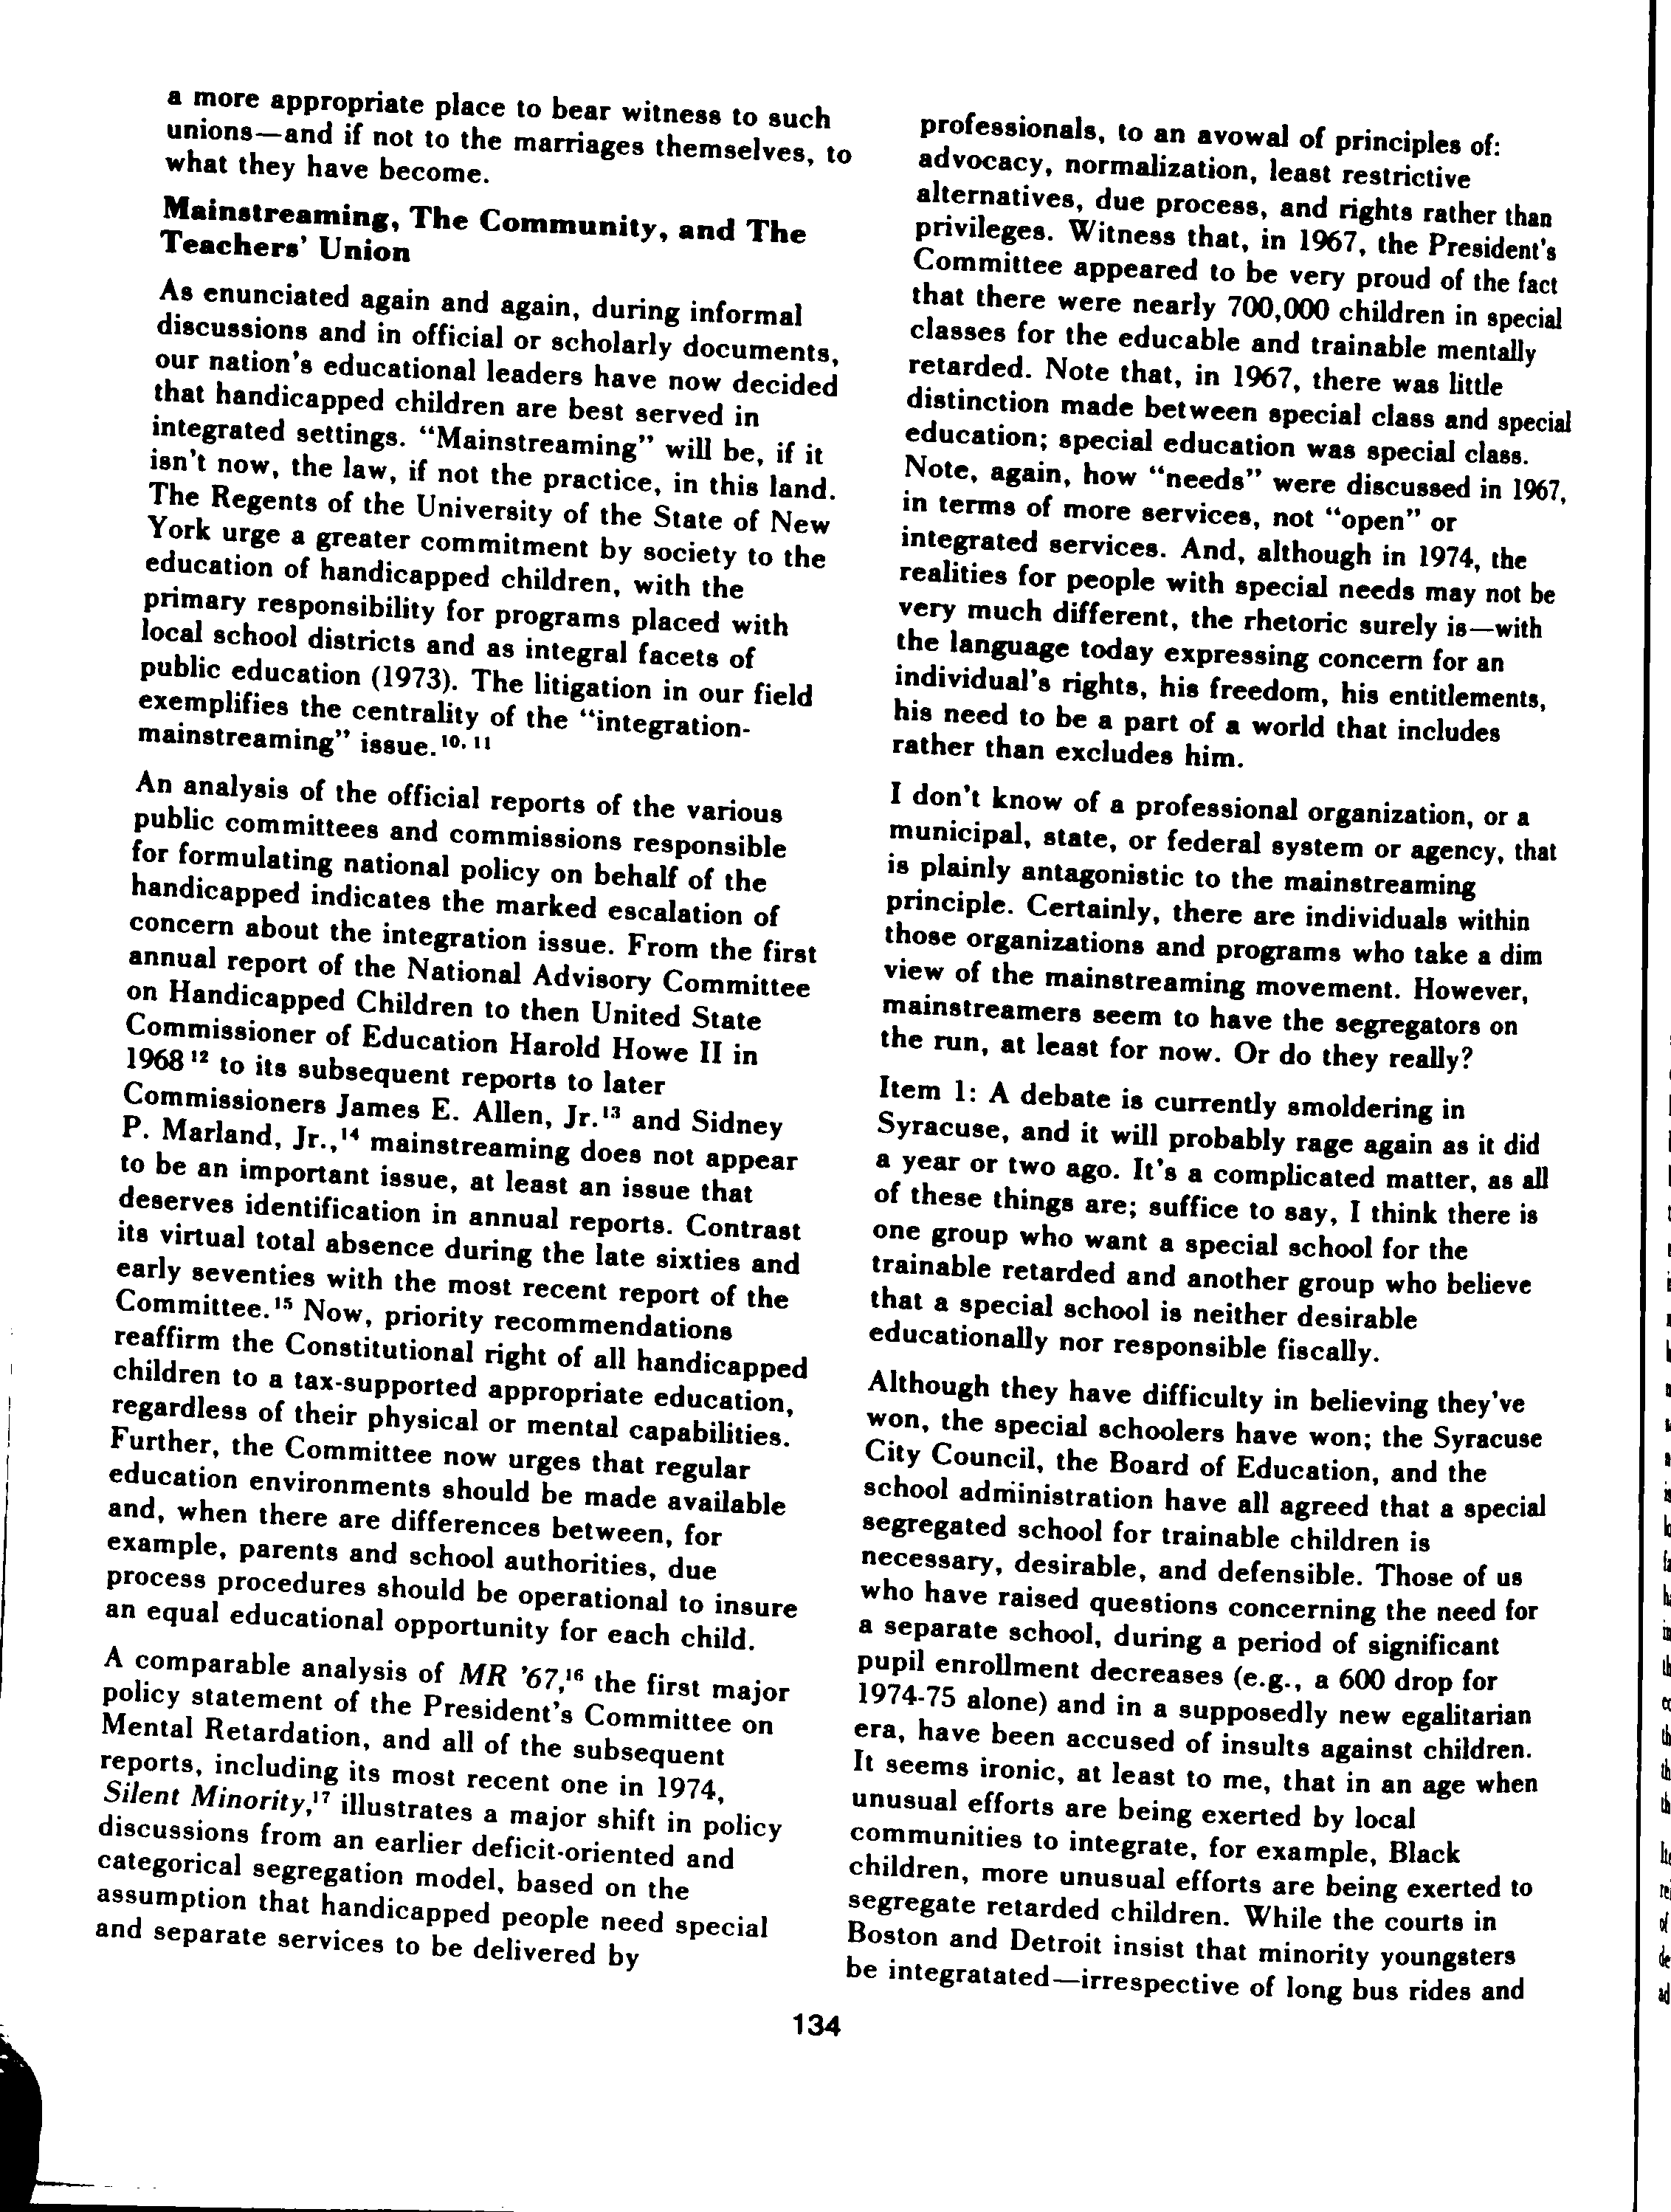 a more appropriate place to bear witness to such
unions—and if not to the marriages themselves, to
what they have become.
Mainstreaming, The Community, and The
Teachers' Union
As enunciated again and again, during informal
discussions and in official or scholarly documents,
our nation's educational leaders have now decided
that handicapped children are best served in
integrated settings. “Mainstreaming” will be, if it
isn't now, the law, if not the practice, in this land.
The Regents of the University of the State of New
York urge a greater commitment by society to the
education of handicapped children, with the
primary responsibility for programs placed with
local school districts and as integral facets of
public education (1973). The litigation in our field
exemplifies the centrality of the “integration-
mainstreaming” issue.10, 11
An analysis of the official reports of the various
public committees and commissions responsible
for formulating national policy on behalf of the
handicapped indicates the marked escalation of
concern about the integration issue. From the first
annual report of the National Advisory Committee
on Handicapped Children to then United State
Commissioner of Education Harold Howe II in
1968 12 to its subsequent reports to later
Commissioners James E. Allen, Jr.13 and Sidney
P. Marland, Jr.,14 mainstreaming does not appear
to be an important issue, at least an issue that
deserves identification in annual reports. Contrast
its virtual total absence during the late sixties and
early seventies with the most recent report of the
Committee.15 Now, priority recommendations
reaffirm the Constitutional right of all handicapped
children to a tax-supported appropriate education,
regardless of their physical or mental capabilities.
Further, the Committee now urges that regular
education environments should be made available
and, when there are differences between, for
example, parents and school authorities, due
process procedures should be operational to insure
an equal educational opportunity for each child.
A comparable analysis of MR '67,16 the first major
policy statement of the President's Committee on
Mental Retardation, and all of the subsequent
reports, including its most recent one in 1974,
Silent Minority,17 illustrates a major shift in policy
discussions from an earlier deficit-oriented and
categorical segregation model, based on the
assumption that handicapped people need special
and separate services to be delivered by
professionals, to an avowal of principles of:
advocacy, normalization, least restrictive
alternatives, due process, and rights rather than
privileges. Witness that, in 1967, the President's
Committee appeared to be very proud of the fact
that there were nearly 700,000 children in special
classes for the educable and trainable mentally
retarded. Note that, in 1967, there was little
distinction made between special class and special
education; special education was special class.
Note, again, how “needs” were discussed in 1967,
in terms of more services, not “open” or
integrated services. And, although in 1974, the
realities for people with special needs may not be
very much different, the rhetoric surely is—with
the language today expressing concern for an
individual's rights, his freedom, his entitlements,
his need to be a part of a world that includes
rather than excludes him.
I don't know of a professional organization, or a
municipal, state, or federal system or agency, that
is plainly antagonistic to the mainstreaming
principle. Certainly, there are individuals within
those organizations and programs who take a dim
view of the mainstreaming movement. However,
mainstreamers seem to have the segregators on
the run, at least for now. Or do they really?
Item 1: A debate is currently smoldering in
Syracuse, and it will probably rage again as it did
a year or two ago. It's a complicated matter, as all
of these things are; suffice to say, I think there is
one group who want a special school for the
trainable retarded and another group who believe
that a special school is neither desirable
educationally nor responsible fiscally.
Although they have difficulty in believing they've
won, the special schoolers have won; the Syracuse
City Council, the Board of Education, and the
school administration have all agreed that a special
segregated school for trainable children is
necessary, desirable, and defensible. Those of us
who have raised questions concerning the need for
a separate school, during a period of significant
pupil enrollment decreases (e.g., a 600 drop for
1974-75 alone) and in a supposedly new egalitarian
era, have been accused of insults against children.
It seems ironic, at least to me, that in an age when
unusual efforts are being exerted by local
communities to integrate, for example, Black
children, more unusual efforts are being exerted to
segregate retarded children. While the courts in
Boston and Detroit insist that minority youngsters
be integratated—irrespective of long bus rides and
134